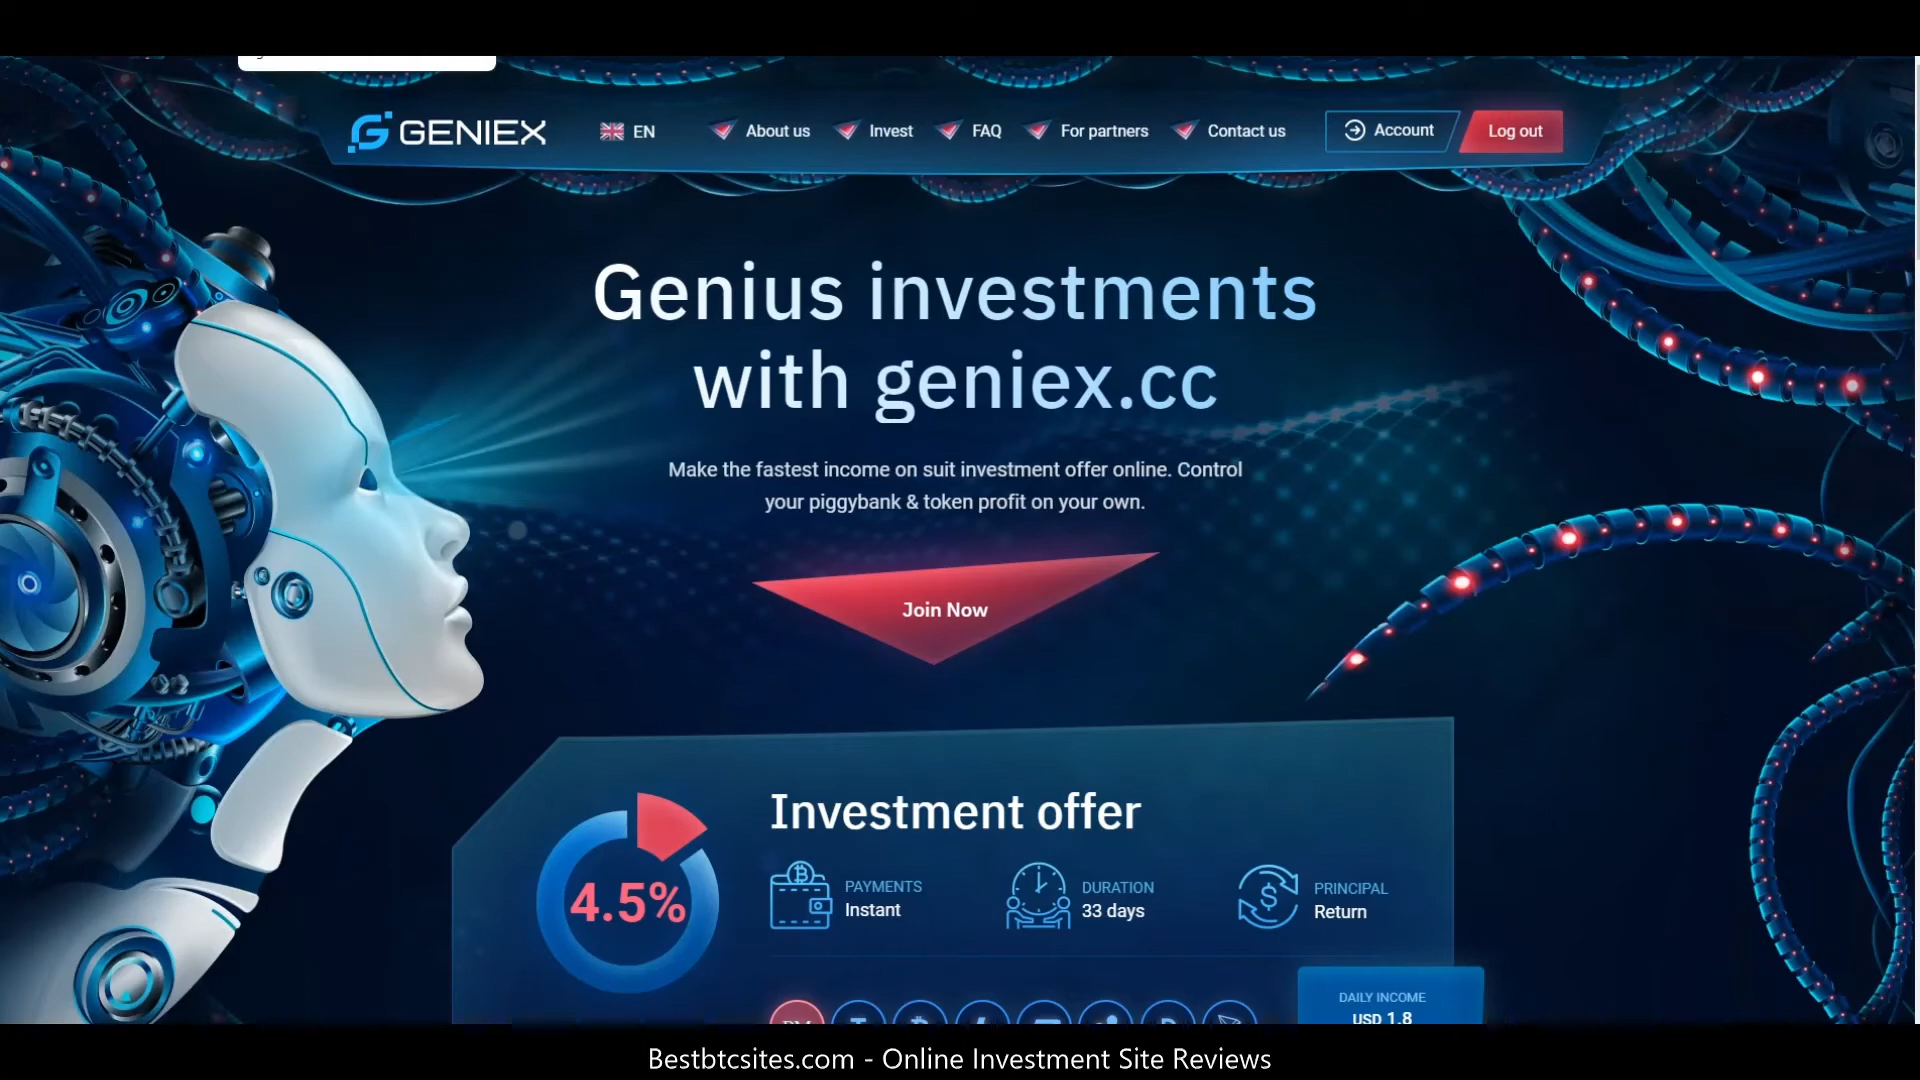 GENIEX
EN
About us
Invest
FAQ
For partners
Contact us
Account
Log out
Genius investments
with geniex.cc
Make the fastest income on suit investment offer online. Control
your piggybank & token profit on your own.
Join Now
Investment offer
4.5%
PAYMENTS
Instant
DURATION
33 days
PRINCIPAL
Return
DAILY INCOME
USD 1.8
Bestbtcsites.com - Online Investment Site Reviews